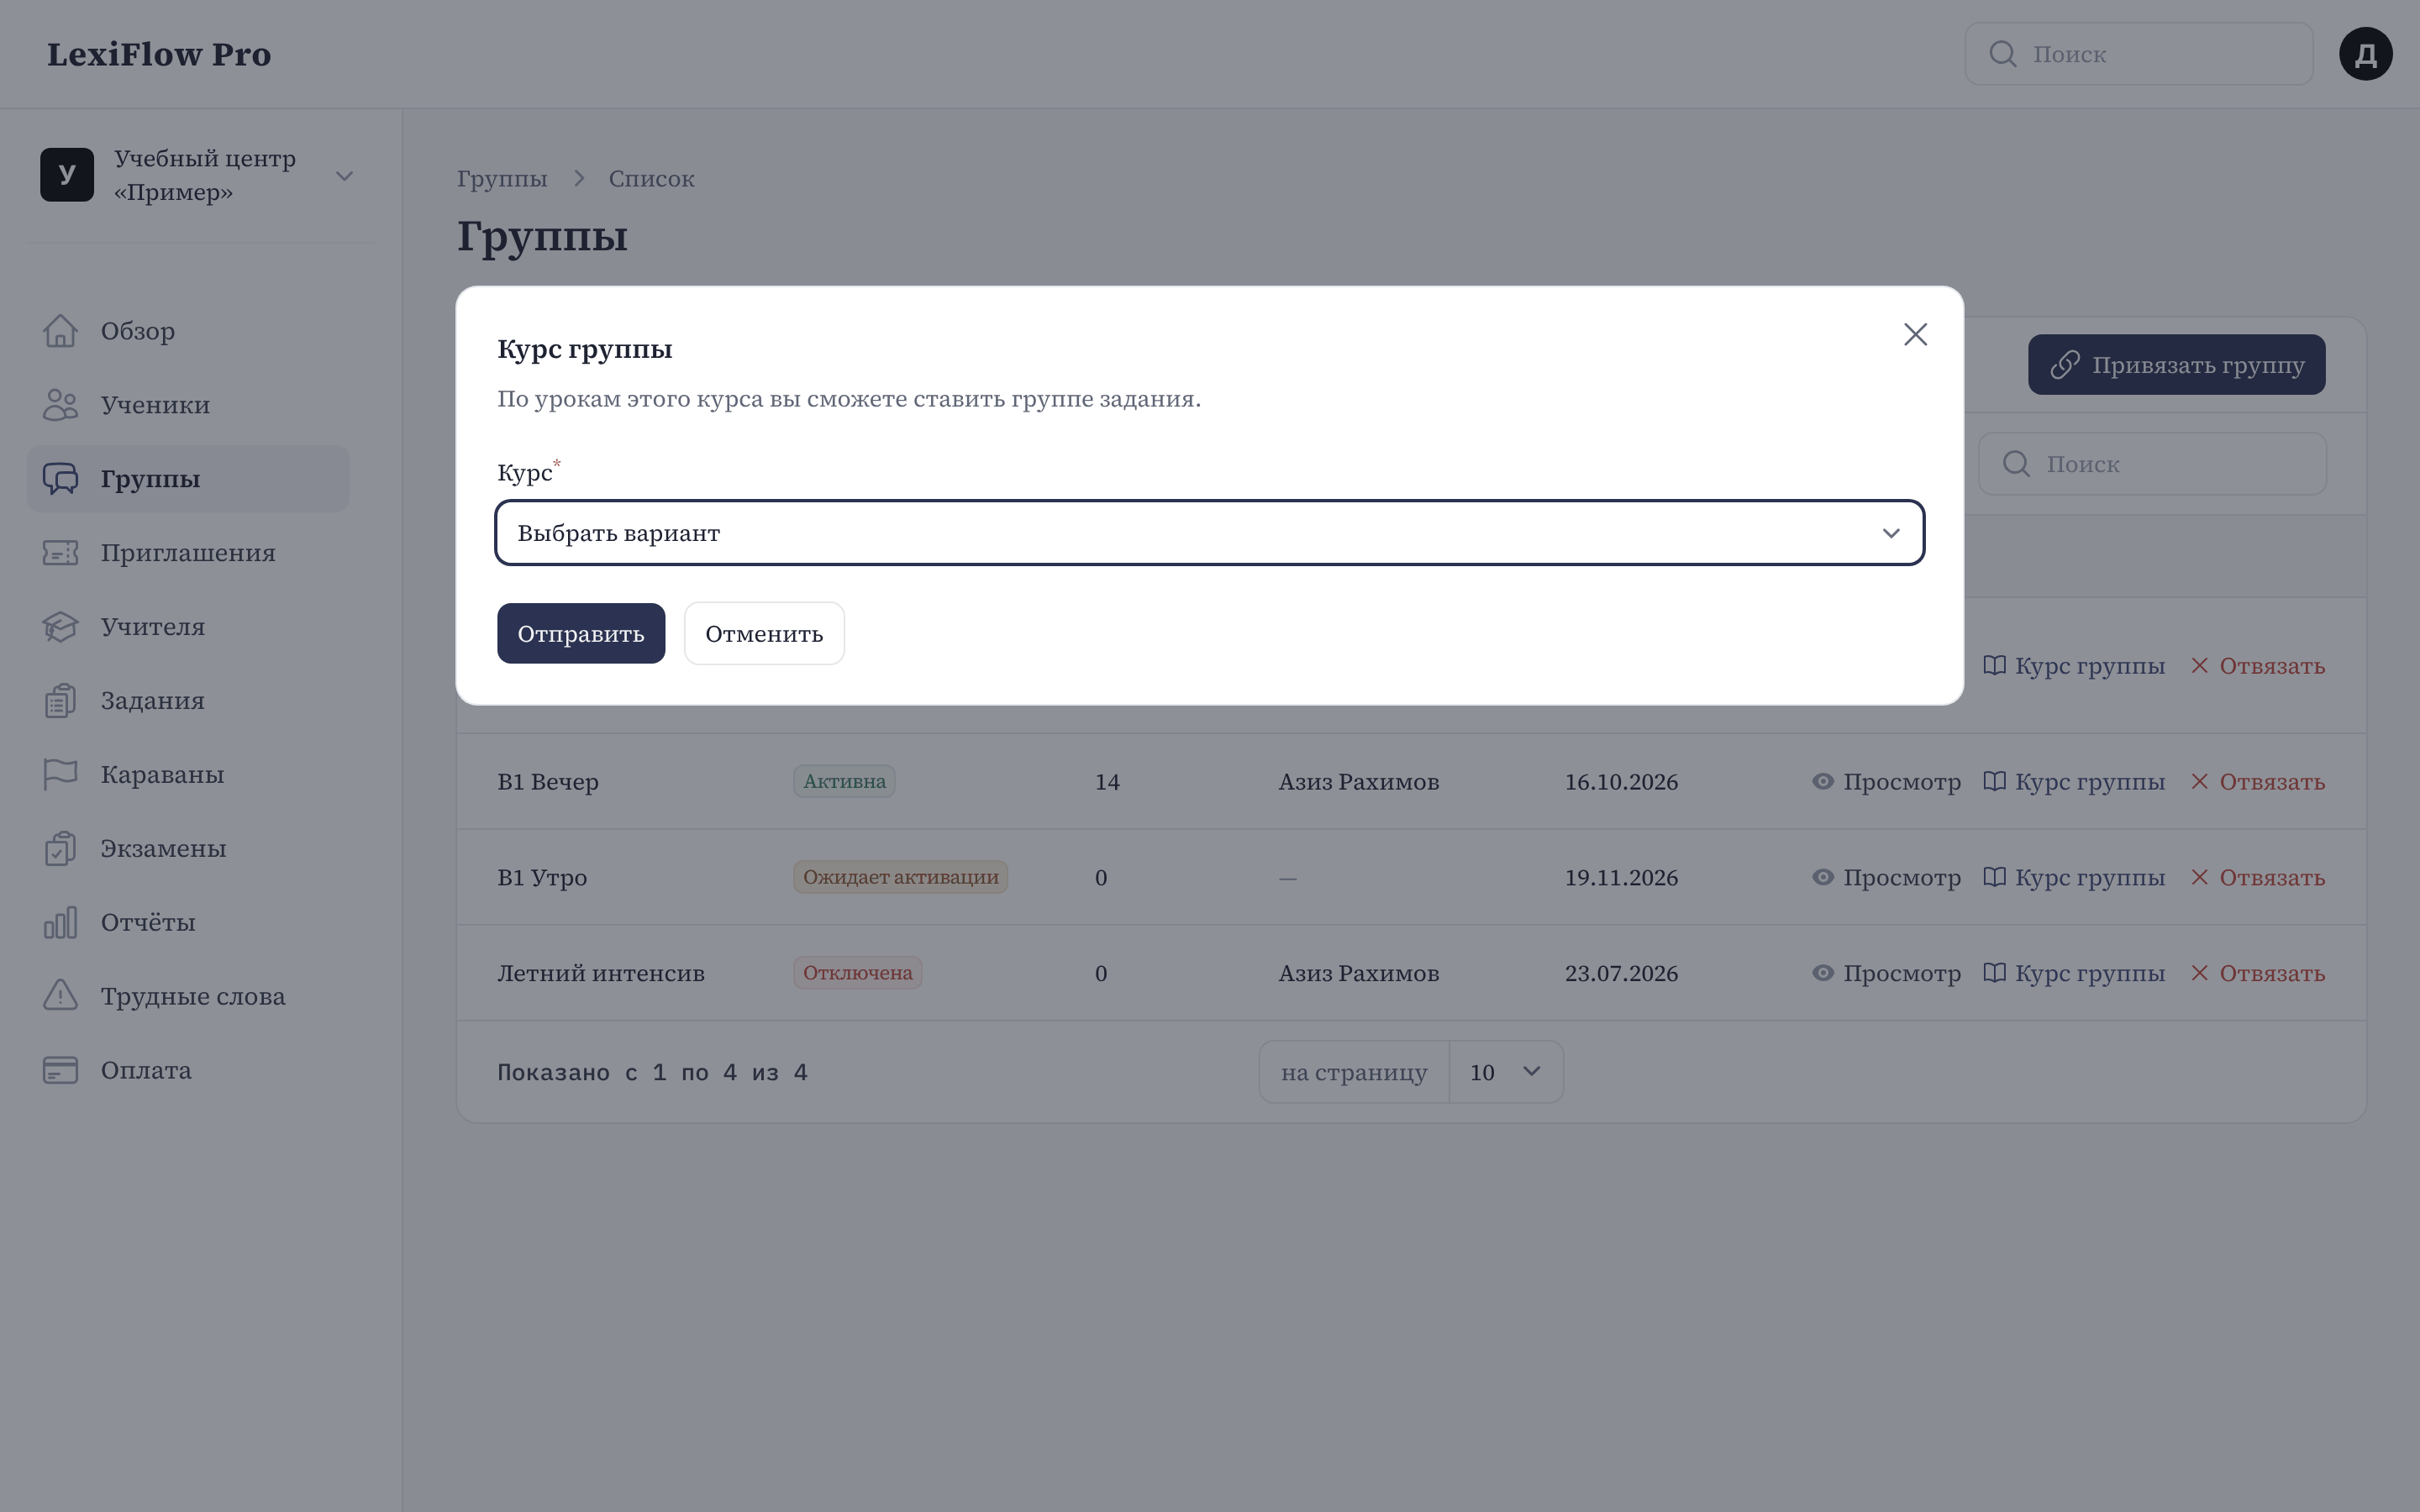 LexiFlow Pro
Поиск
Д
У
Учебный центр
«Пример»
Обзор
Ученики
Группы
Приглашения
Учителя
Задания
Караваны
Экзамены
Отчёты
Трудные слова
Оплата
Группы > Список
Группы
Привязать группу
Поиск
Курс группы
По урокам этого курса вы сможете ставить группе задания.
Курс*
Выбрать вариант
Отправить Отменить
Курс группы Отвязать
B1 Вечер Активна 14 Азиз Рахимов 16.10.2026 Просмотр Курс группы Отвязать
B1 Утро Ожидает активации 0 — 19.11.2026 Просмотр Курс группы Отвязать
Летний интенсив Отключена 0 Азиз Рахимов 23.07.2026 Просмотр Курс группы Отвязать
Показано с 1 по 4 из 4 на страницу 10